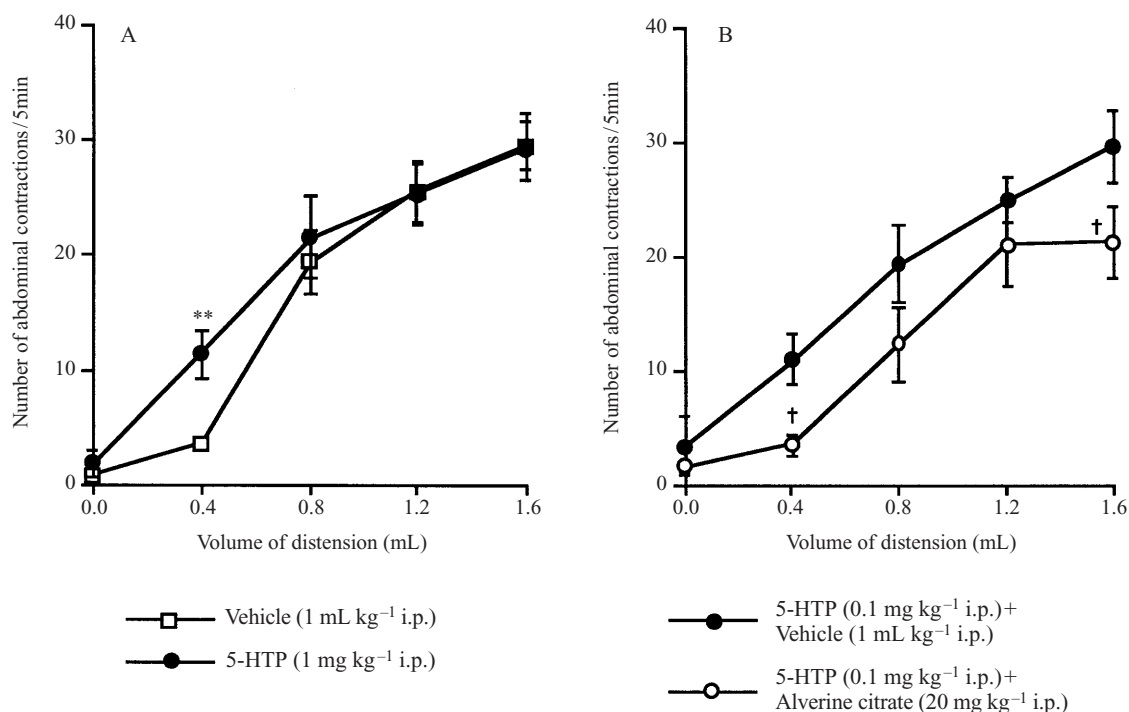 A
Number of abdominal contractions/5min
40
30
20
10
0
**
0.0 0.4 0.8 1.2 1.6
Volume of distension (mL)
Vehicle (1 mL kg⁻¹ i.p.)
5-HTP (1 mg kg⁻¹ i.p.)
B
Number of abdominal contractions/5min
40
30
20
10
0
†
†
0.0 0.4 0.8 1.2 1.6
Volume of distension (mL)
5-HTP (0.1 mg kg⁻¹ i.p.)+
Vehicle (1 mL kg⁻¹ i.p.)
5-HTP (0.1 mg kg⁻¹ i.p.)+
Alverine citrate (20 mg kg⁻¹ i.p.)